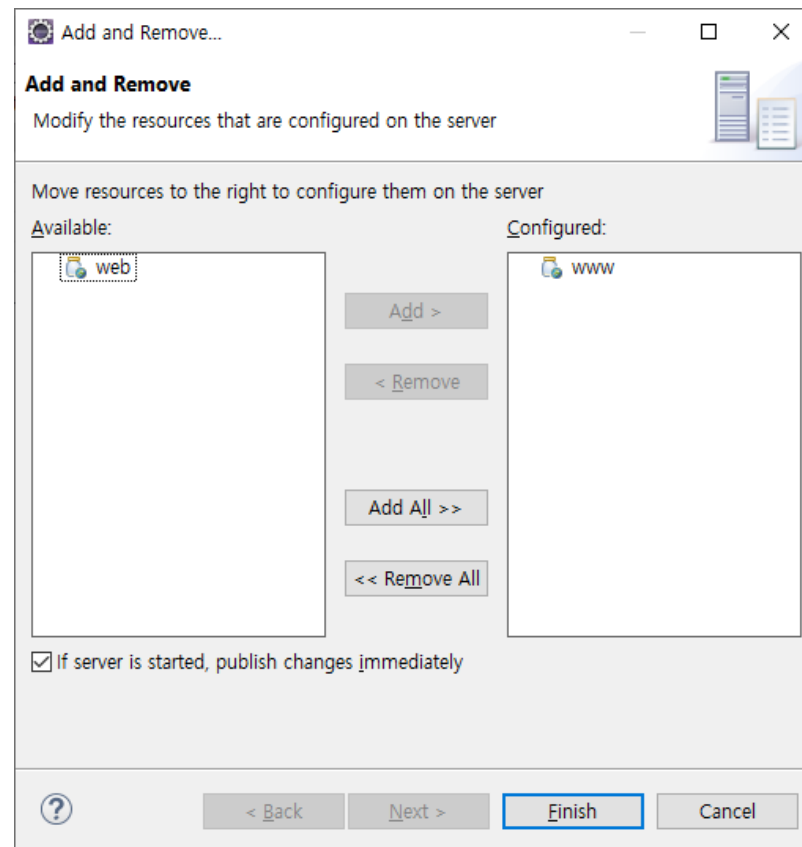 Add and Remove...
Add and Remove
Modify the resources that are configured on the server
Move resources to the right to configure them on the server
Available:
Configured:
web
www
Add >
< Remove
Add All >>
<< Remove All
If server is started, publish changes immediately
?
< Back
Next >
Finish
Cancel